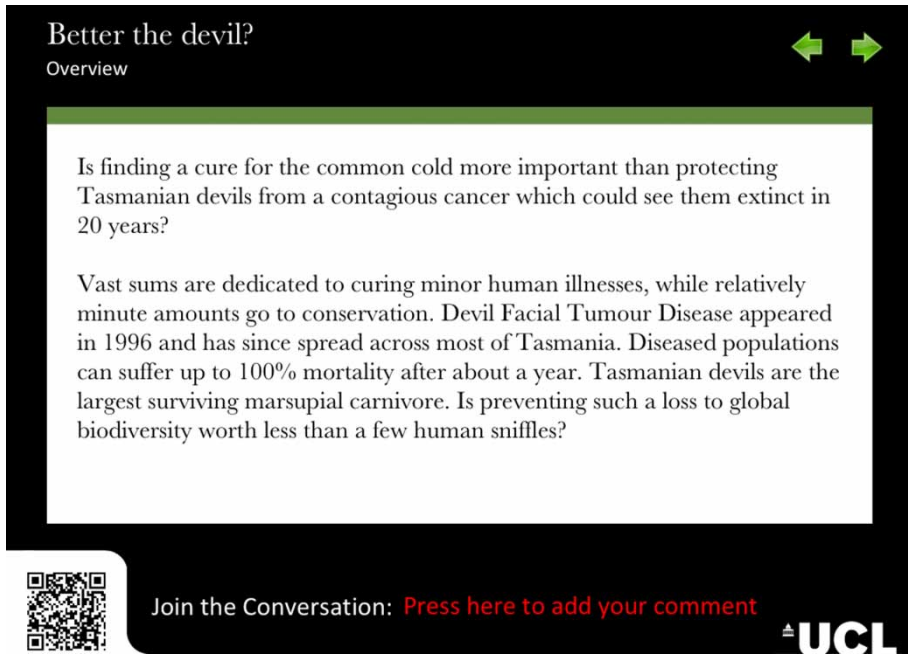 Better the devil?
Overview
Is finding a cure for the common cold more important than protecting
Tasmanian devils from a contagious cancer which could see them extinct in
20 years?
Vast sums are dedicated to curing minor human illnesses, while relatively
minute amounts go to conservation. Devil Facial Tumour Disease appeared
in 1996 and has since spread across most of Tasmania. Diseased populations
can suffer up to 100% mortality after about a year. Tasmanian devils are the
largest surviving marsupial carnivore. Is preventing such a loss to global
biodiversity worth less than a few human sniffles?
Join the Conversation: Press here to add your comment
UCL